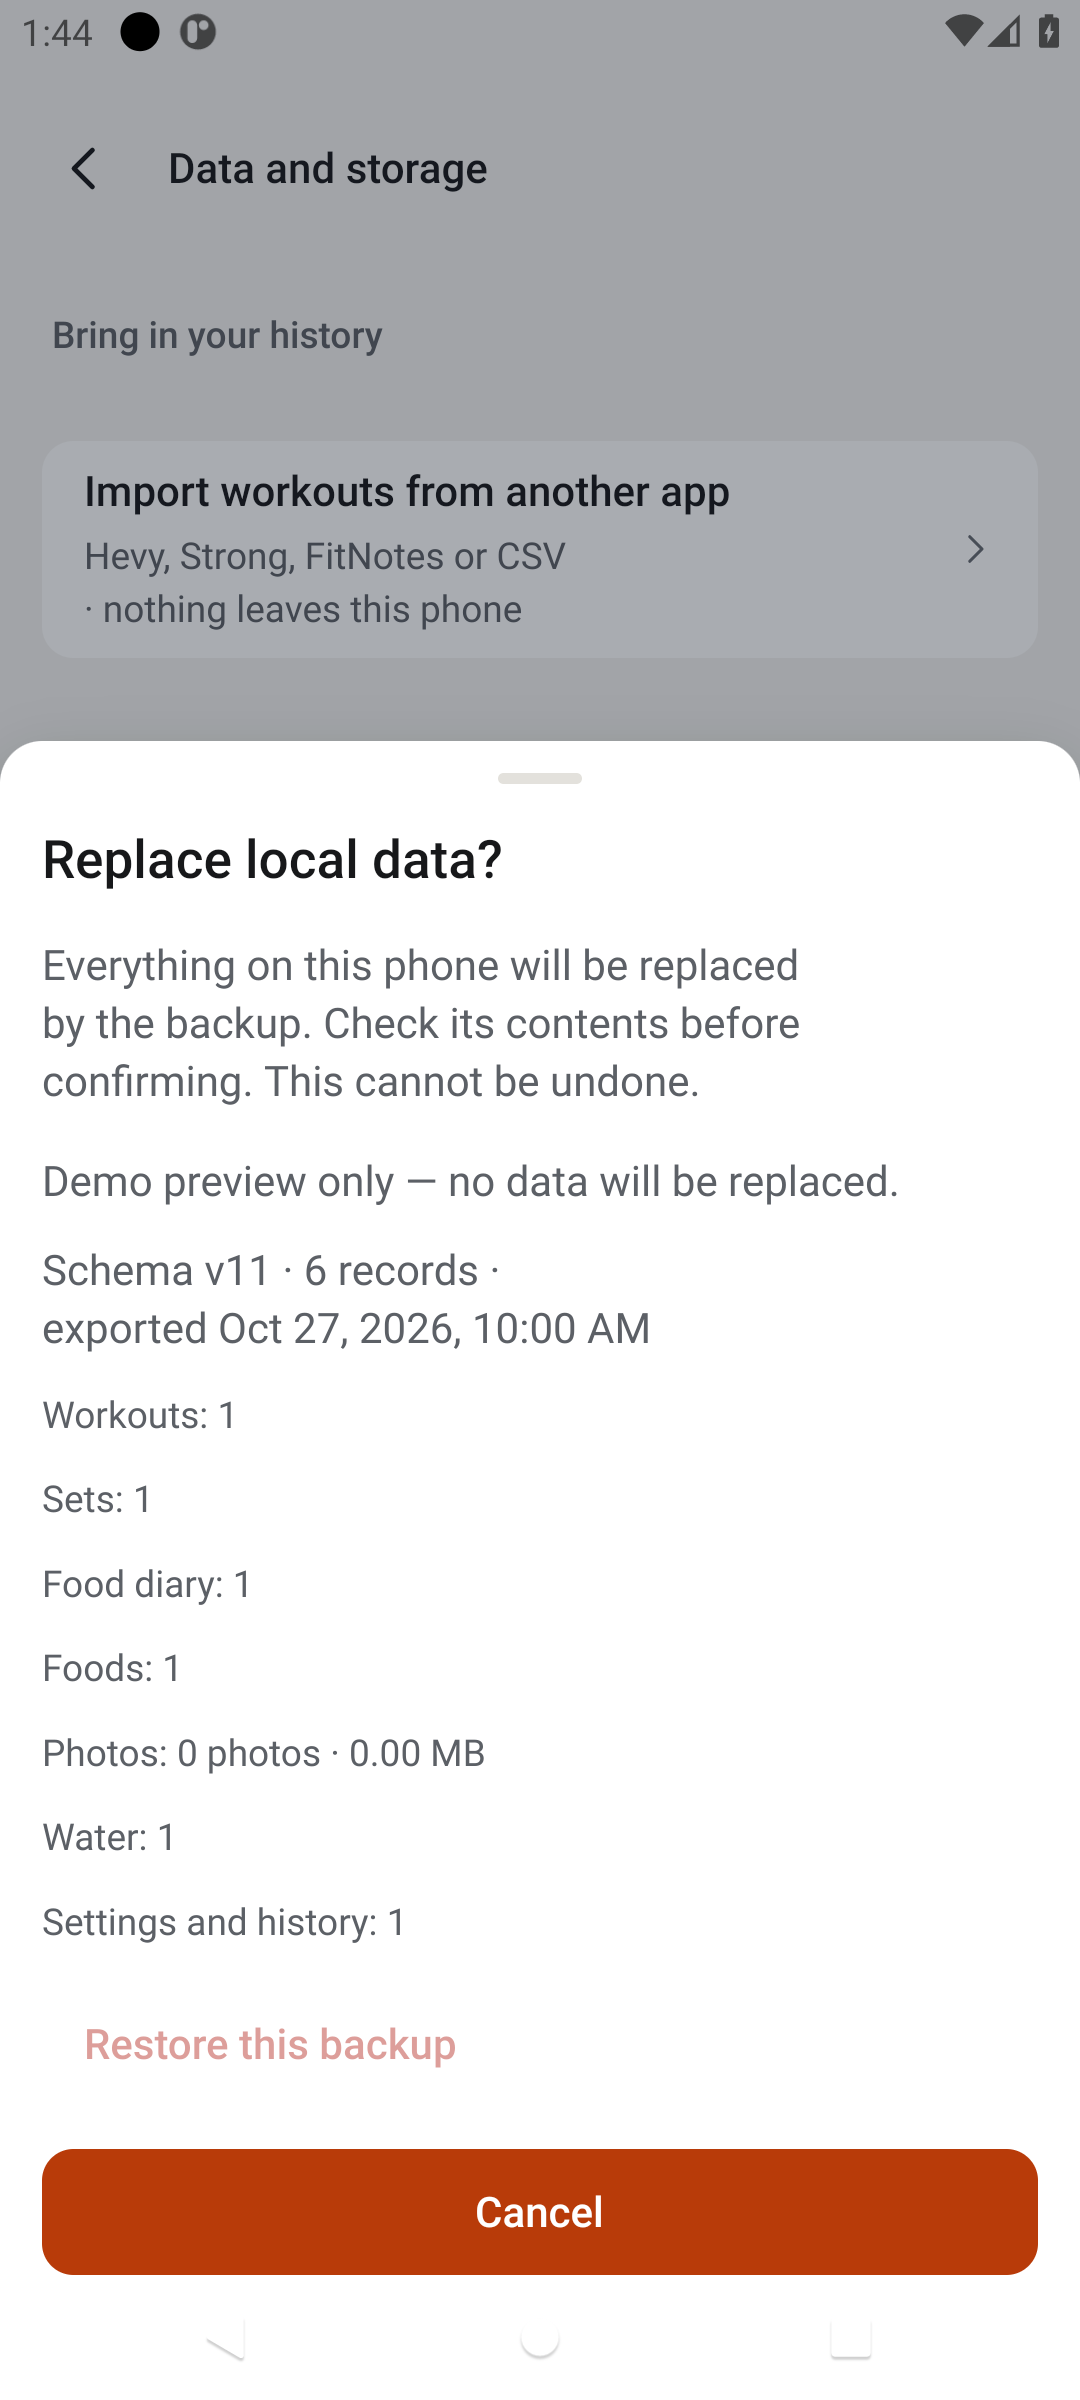 1:44
Data and storage
Bring in your history
Import workouts from another app
Hevy, Strong, FitNotes or CSV
· nothing leaves this phone
Replace local data?
Everything on this phone will be replaced
by the backup. Check its contents before
confirming. This cannot be undone.
Demo preview only — no data will be replaced.
Schema v11 · 6 records ·
exported Oct 27, 2026, 10:00 AM
Workouts: 1
Sets: 1
Food diary: 1
Foods: 1
Photos: 0 photos · 0.00 MB
Water: 1
Settings and history: 1
Restore this backup
Cancel